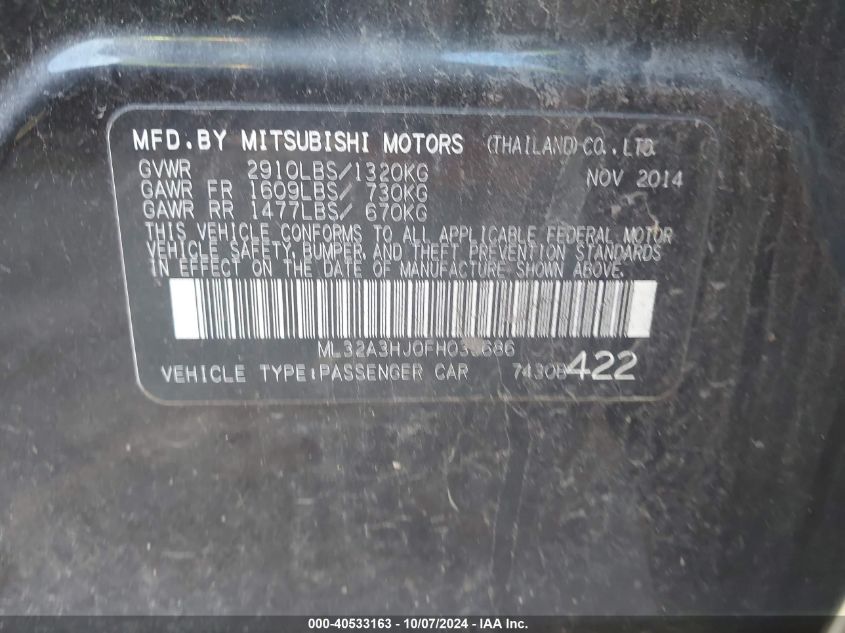 MFD.BY MITSUBISHI MOTORS (THAILAND) CO.,LTD.
GVWR 2910LBS/1320KG NOV 2014
GAWR FR 1609LBS/ 730KG
GAWR RR 1477LBS/ 670KG
THIS VEHICLE CONFORMS TO ALL APPLICABLE FEDERAL MOTOR
VEHICLE SAFETY, BUMPER, AND THEFT PREVENTION STANDARDS
IN EFFECT ON THE DATE OF MANUFACTURE SHOWN ABOVE.
VEHICLE TYPE:PASSENGER CAR 7430B422
000-40533163 - 10/07/2024 - IAA Inc.